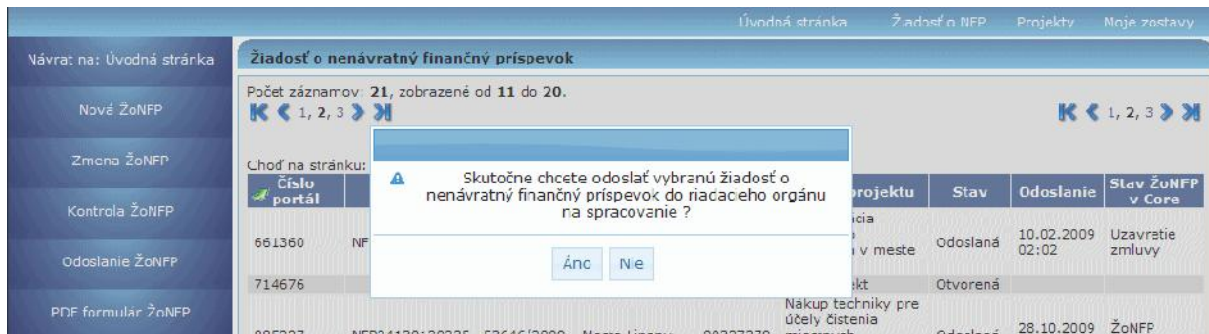 Úvodná stránka Žiadosť o NFP Projekty Moje zostavy
Návrat na: Úvodná stránka
Žiadosť o nenávratný finančný príspevok
Počet záznamov: 21, zobrazené od 11 do 20.
Nová ŽoNFP
1, 2, 3
1, 2, 3
Zmena ŽoNFP
Choď na stránku:
Skutočne chcete odoslať vybranú žiadosť o
nenávratný finančný príspevok do riadiaceho orgánu
na spracovanie ?
Áno Nie
Číslo
portál
projektu Stav Odoslanie Stav ŽoNFP
v Core
Kontrola ŽoNFP
661360 NF
v meste Odoslaná 10.02.2009
02:02 Uzavretie
zmluvy
Odoslanie ŽoNFP
714676
Otvorená
PDF formulár ŽoNFP
Nákup techniky pre
účely čistenia
Odoslaná 28.10.2009 ŽoNFP